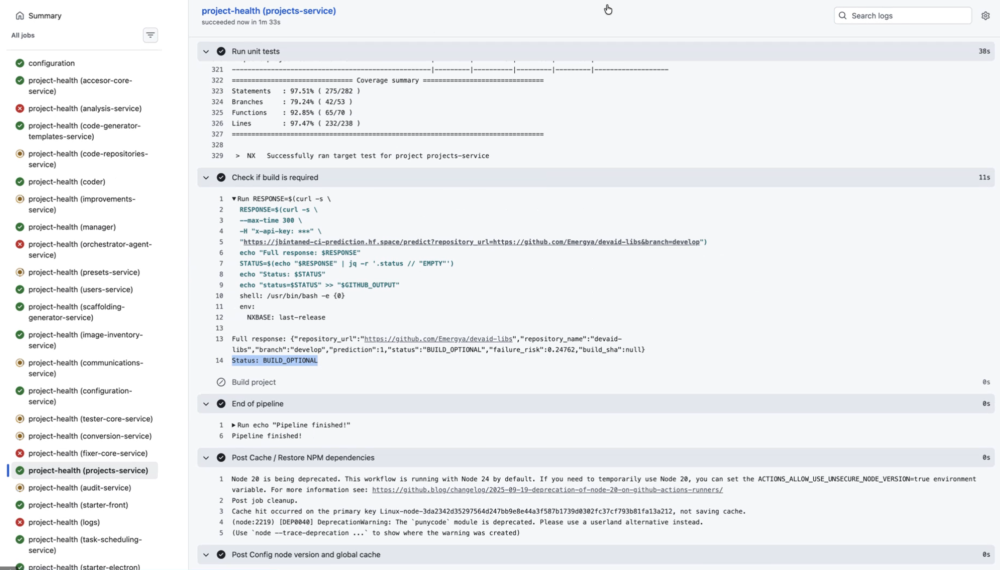 Summary
All jobs
configuration
project-health (accesor-core-
service)
project-health (analysis-service)
project-health (code-generator-
templates-service)
project-health (code-repositories-
service)
project-health (coder)
project-health (improvements-
service)
project-health (manager)
project-health (orchestrator-agent-
service)
project-health (presets-service)
project-health (users-service)
project-health (scaffolding-
generator-service)
project-health (image-inventory-
service)
project-health (communications-
service)
project-health (configuration-
service)
project-health (tester-core-service)
project-health (conversion-service)
project-health (fixer-core-service)
project-health (projects-service)
project-health (audit-service)
project-health (starter-front)
project-health (logs)
project-health (task-scheduling-
service)
project-health (starter-electron)
project-health (projects-service)
succeeded now in 1m 33s
Search logs
Run unit tests 38s
321 ---------------------------------------------------|---------|----------|---------|---------|-------------------
322 =============================== Coverage summary ===============================
323 Statements   : 97.51% ( 275/282 )
324 Branches     : 79.24% ( 42/53 )
325 Functions    : 92.85% ( 65/70 )
326 Lines        : 97.47% ( 232/238 )
327 ================================================================================
328
329 >  NX   Successfully ran target test for project projects-service
Check if build is required 11s
1 ▼Run RESPONSE=$(curl -s \
2 RESPONSE=$(curl -s \
3 --max-time 300 \
4 -H "x-api-key: ***" \
5 "https://jbintaned-ci-prediction.hf.space/predict?repository_url=https://github.com/Emergya/devaid-libs&branch=develop")
6 echo "Full response: $RESPONSE"
7 STATUS=$(echo "$RESPONSE" | jq -r '.status // "EMPTY"')
8 echo "Status: $STATUS"
9 echo "status=$STATUS" >> "$GITHUB_OUTPUT"
10 shell: /usr/bin/bash -e {0}
11 env:
12 NXBASE: last-release
13
13 Full response: {"repository_url":"https://github.com/Emergya/devaid-libs","repository_name":"devaid-
libs","branch":"develop","prediction":1,"status":"BUILD_OPTIONAL","failure_risk":0.24762,"build_sha":null}
14 Status: BUILD_OPTIONAL
Build project 0s
End of pipeline 0s
1 ▶Run echo "Pipeline finished!"
6 Pipeline finished!
Post Cache / Restore NPM dependencies 0s
1 Node 20 is being deprecated. This workflow is running with Node 24 by default. If you need to temporarily use Node 20, you can set the ACTIONS_ALLOW_USE_UNSECURE_NODE_VERSION=true environment
variable. For more information see: https://github.blog/changelog/2025-09-19-deprecation-of-node-20-on-github-actions-runners/
2 Post job cleanup.
3 Cache hit occurred on the primary key Linux-node-3da2342d35297564d247bb9e8e44a3f587b1739d0302fc37cf793b81fa13a212, not saving cache.
4 (node:2219) [DEP0040] DeprecationWarning: The `punycode` module is deprecated. Please use a userland alternative instead.
5 (Use `node --trace-deprecation ...` to show where the warning was created)
Post Config node version and global cache 0s